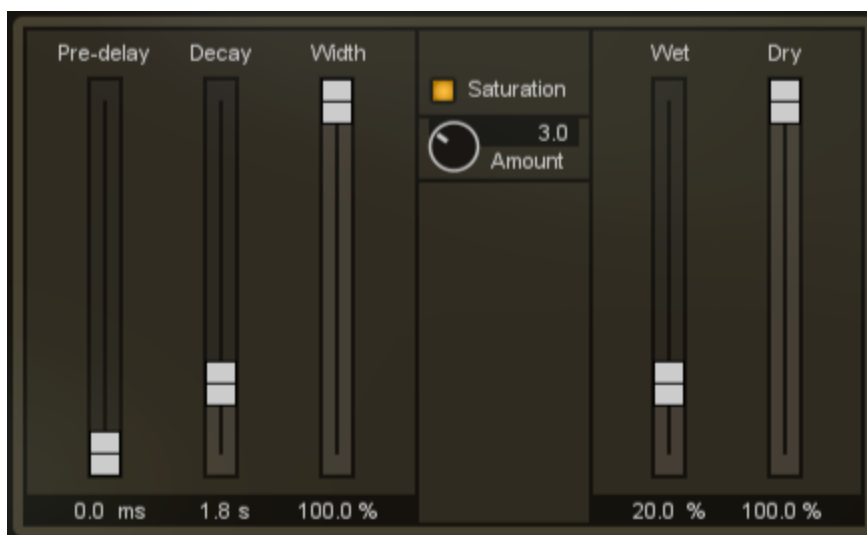 Pre-delay Decay Width Wet Dry
Saturation
3.0
Amount
0.0 ms 1.8 s 100.0 % 20.0 % 100.0 %